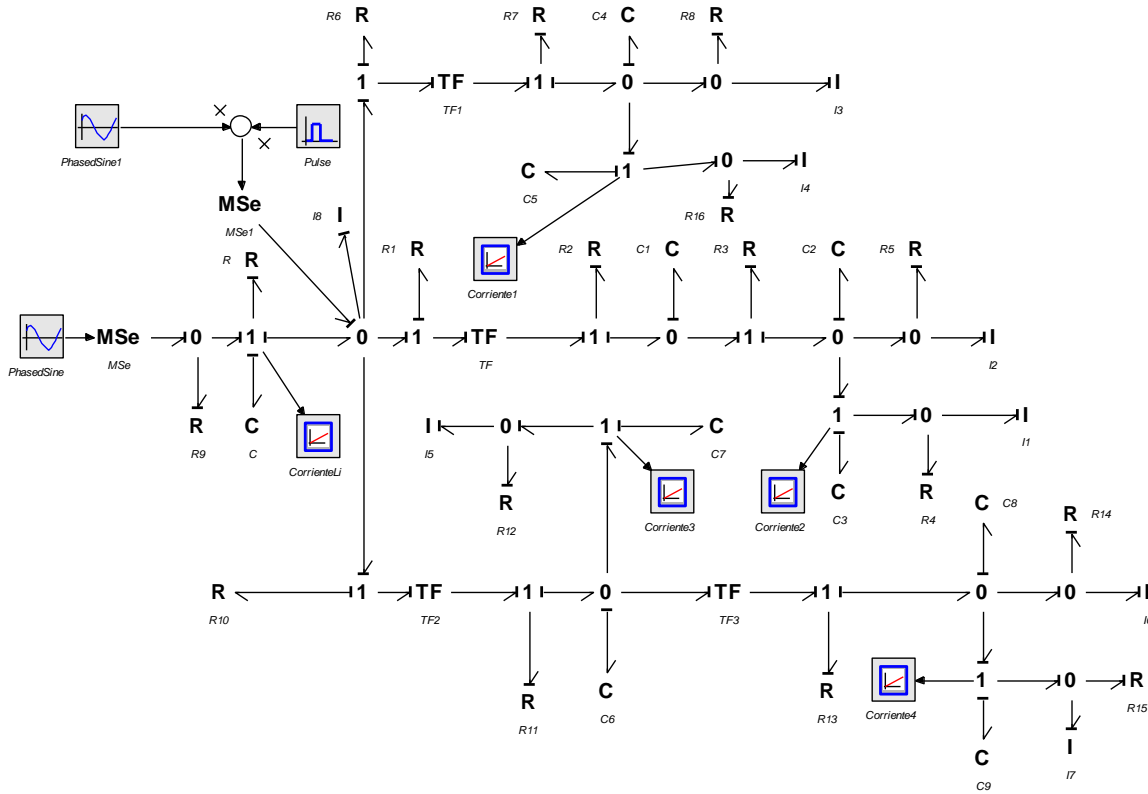 R6 R R7 R C4 C R8 R
1 TF 1 0 0 I
TF1 I3
× ×
PhasedSine1 Pulse
C 1 0 I
C5 I4
R16 R
MSe I8 I
MSe1
R1 R Corriente1 R2 R C1 C R3 R C2 C R5 R
R R
MSe 0 1 0 1 TF 1 0 1 0 0 I
PhasedSine MSe TF I2
R C I 0 1 C 1 0 I
R9 C CorrienteLi I5 C7 I1
R R12 Corriente3 Corriente2 C C3 R R4 C C8 R R14
R 1 TF 1 0 TF 1 0 0
R10 TF2 TF3
R C R 1 0 R
R11 C6 R13 Corriente4 R15
C I
C9 I7